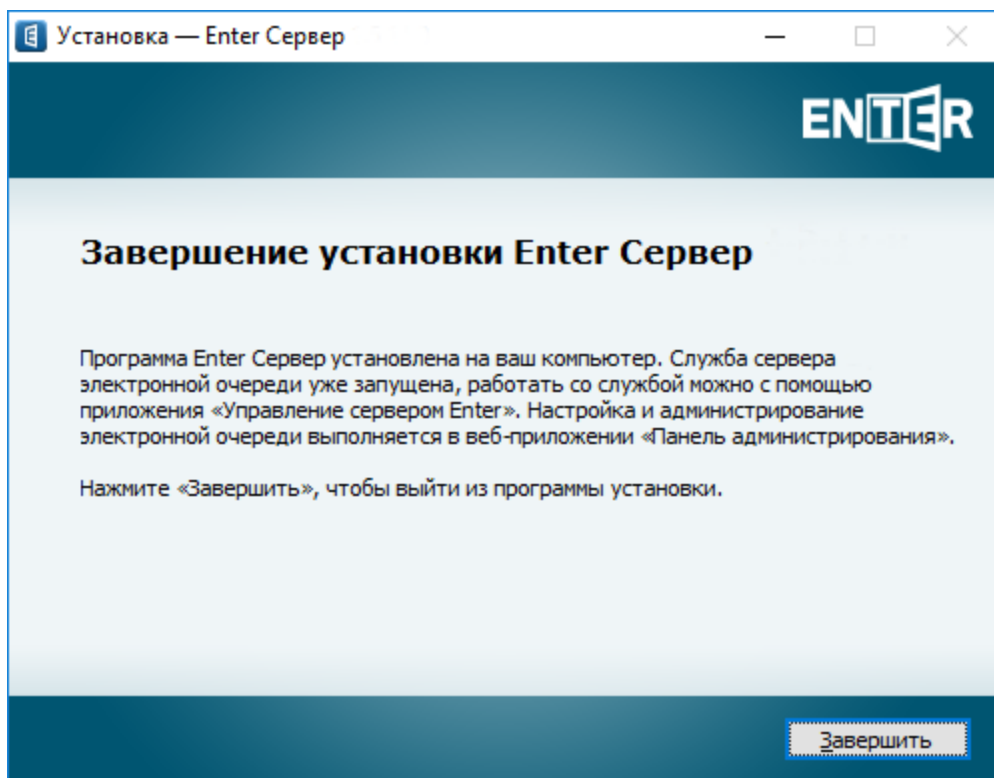 Установка — Enter Сервер
ENTER
Завершение установки Enter Сервер
Программа Enter Сервер установлена на ваш компьютер. Служба сервера
электронной очереди уже запущена, работать со службой можно с помощью
приложения «Управление сервером Enter». Настройка и администрирование
электронной очереди выполняется в веб-приложении «Панель администрирования».
Нажмите «Завершить», чтобы выйти из программы установки.
Завершить